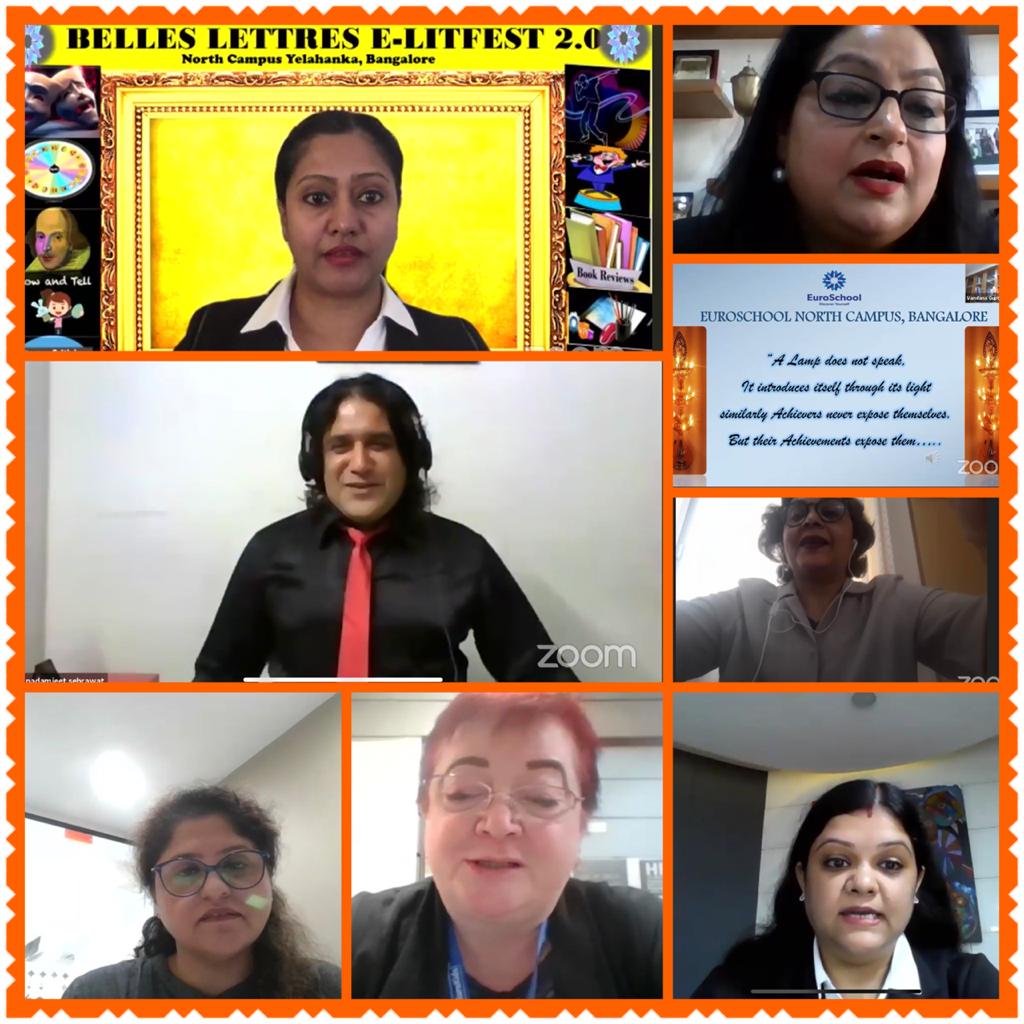 BELLES LETTRES E-LITFEST 2.0
North Campus Yelahanka, Bangalore
ow and Tell
Book Reviews
EuroSchool
Discover Yourself
Vandana Gupt
EUROSCHOOL NORTH CAMPUS, BANGALORE
"A Lamp does not speak,
It introduces itself through its light
similarly Achievers never expose themselves.
But their Achievements expose them.....
zoo
zoom
padamjeet sehrawat
zoo